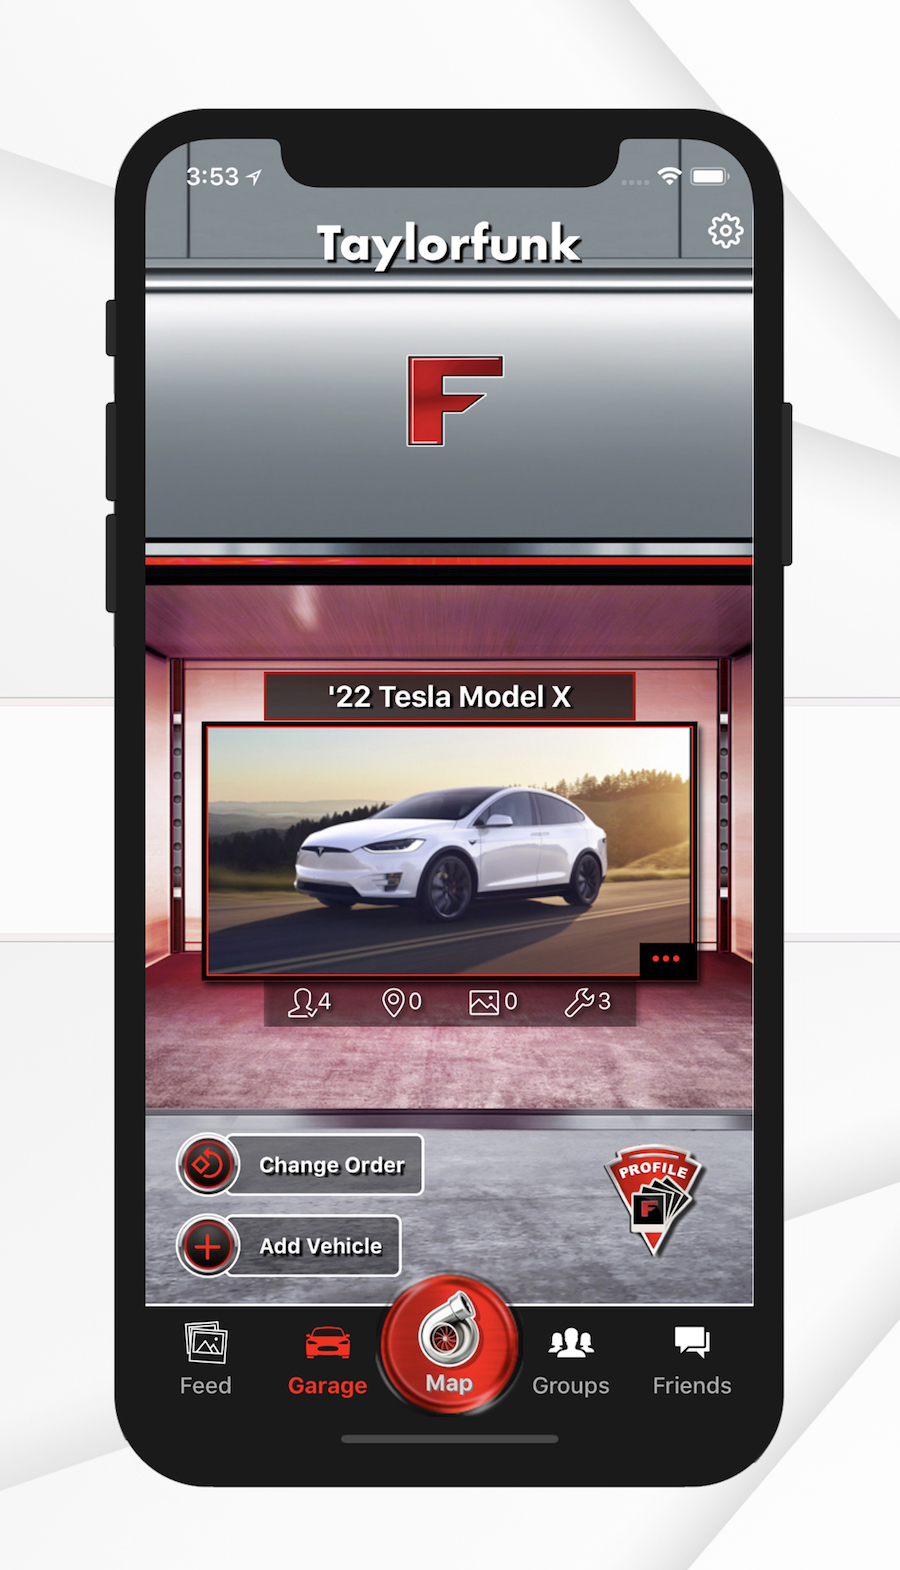 3:53
Taylorfunk
F
'22 Tesla Model X
4 0 0 3
Change Order
PROFILE
F
Add Vehicle
Feed Garage Map Groups Friends